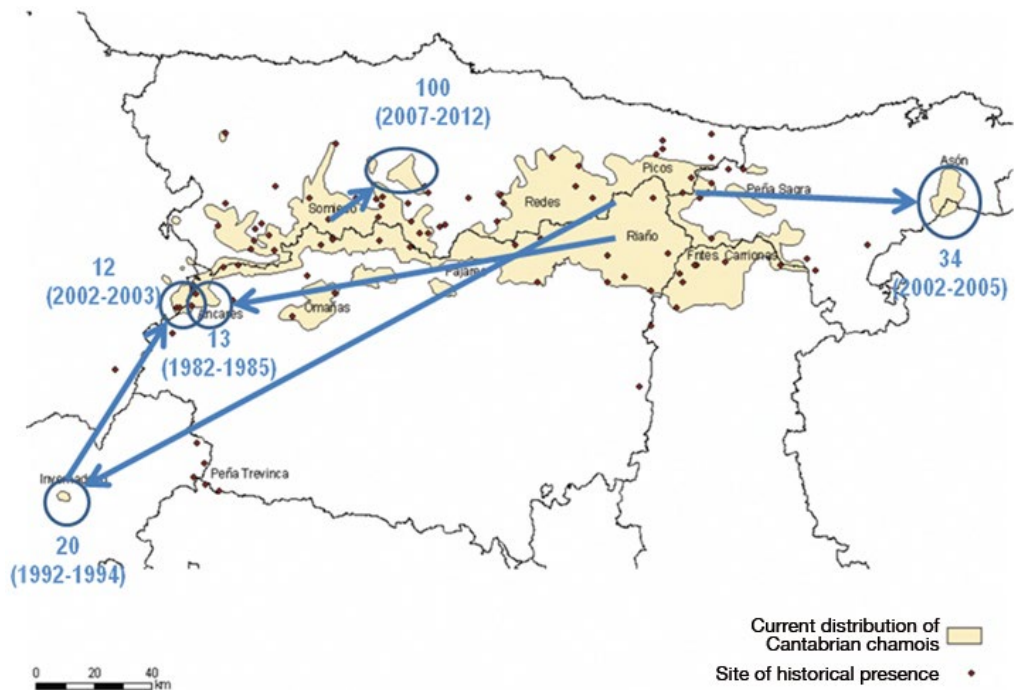 100
(2007-2012)
Asón
Picos
Peña Sagra
Somiedo
Redes
Riaño
34
(2002-2005)
Fntes Carrionas
Pajares
12
(2002-2003)
Omañas
Ancares
13
(1982-1985)
Peña Trevinca
20
(1992-1994)
Current distribution of
Cantabrian chamois
Site of historical presence
0 20 40
km